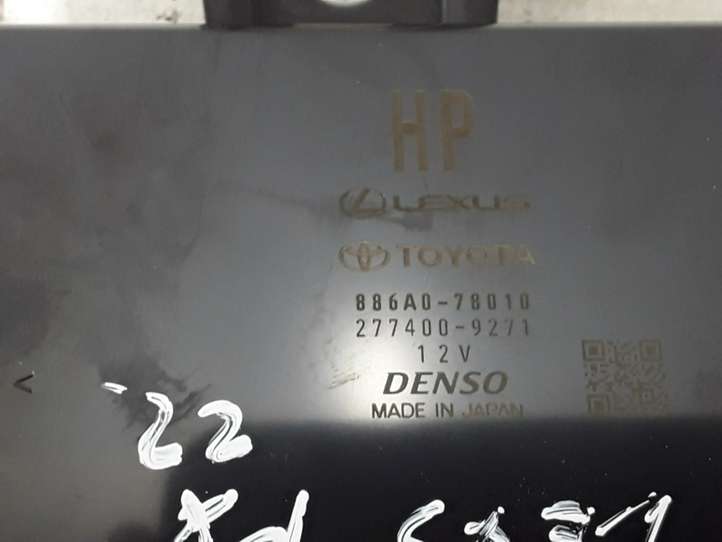 HP
LEXUS
TOYOTA
886A0-78010
277400-9271
12V
DENSO
MADE IN JAPAN
<
'22